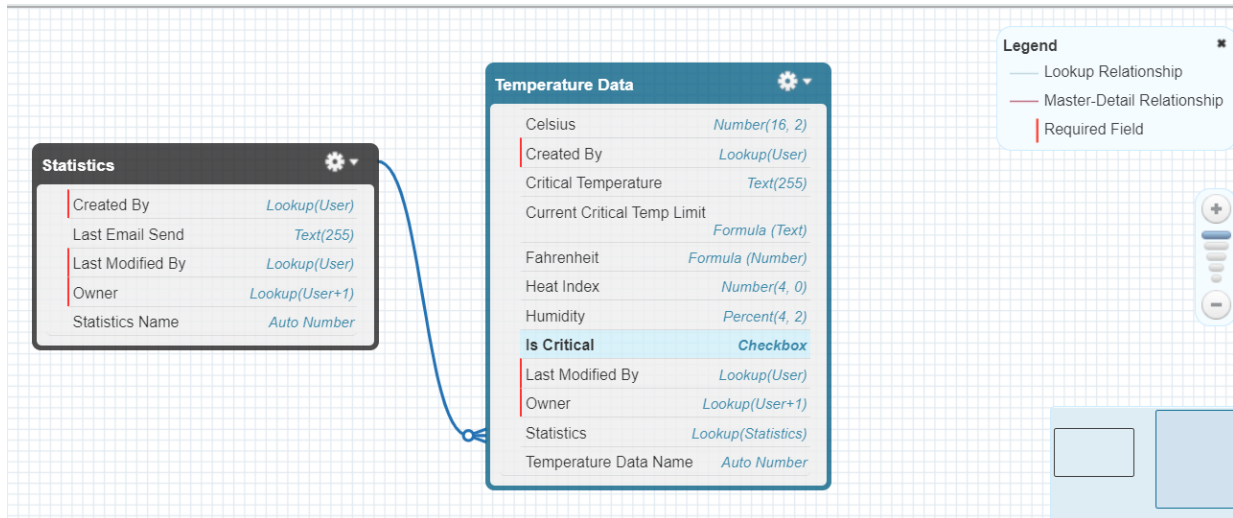 Statistics
Created By Lookup(User)
Last Email Send Text(255)
Last Modified By Lookup(User)
Owner Lookup(User+1)
Statistics Name Auto Number
Temperature Data
Celsius Number(16, 2)
Created By Lookup(User)
Critical Temperature Text(255)
Current Critical Temp Limit
Formula (Text)
Fahrenheit Formula (Number)
Heat Index Number(4, 0)
Humidity Percent(4, 2)
Is Critical Checkbox
Last Modified By Lookup(User)
Owner Lookup(User+1)
Statistics Lookup(Statistics)
Temperature Data Name Auto Number
Legend
Lookup Relationship
Master-Detail Relationship
Required Field